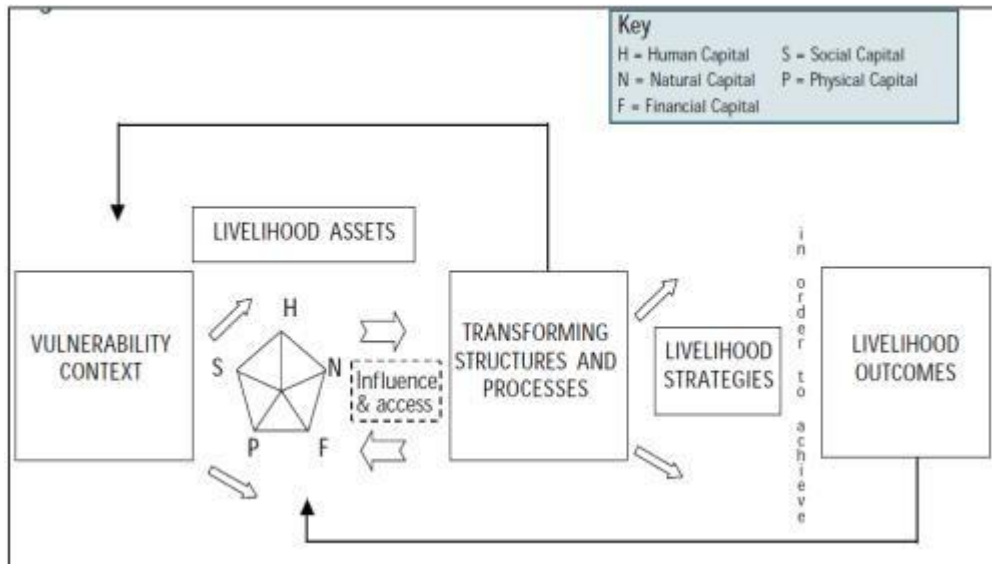 Key
H = Human Capital S = Social Capital
N = Natural Capital P = Physical Capital
F = Financial Capital
LIVELIHOOD ASSETS
VULNERABILITY
CONTEXT
H
S
N
P
F
Influence
& access
TRANSFORMING
STRUCTURES AND
PROCESSES
LIVELIHOOD
STRATEGIES
in order to achieve
LIVELIHOOD
OUTCOMES